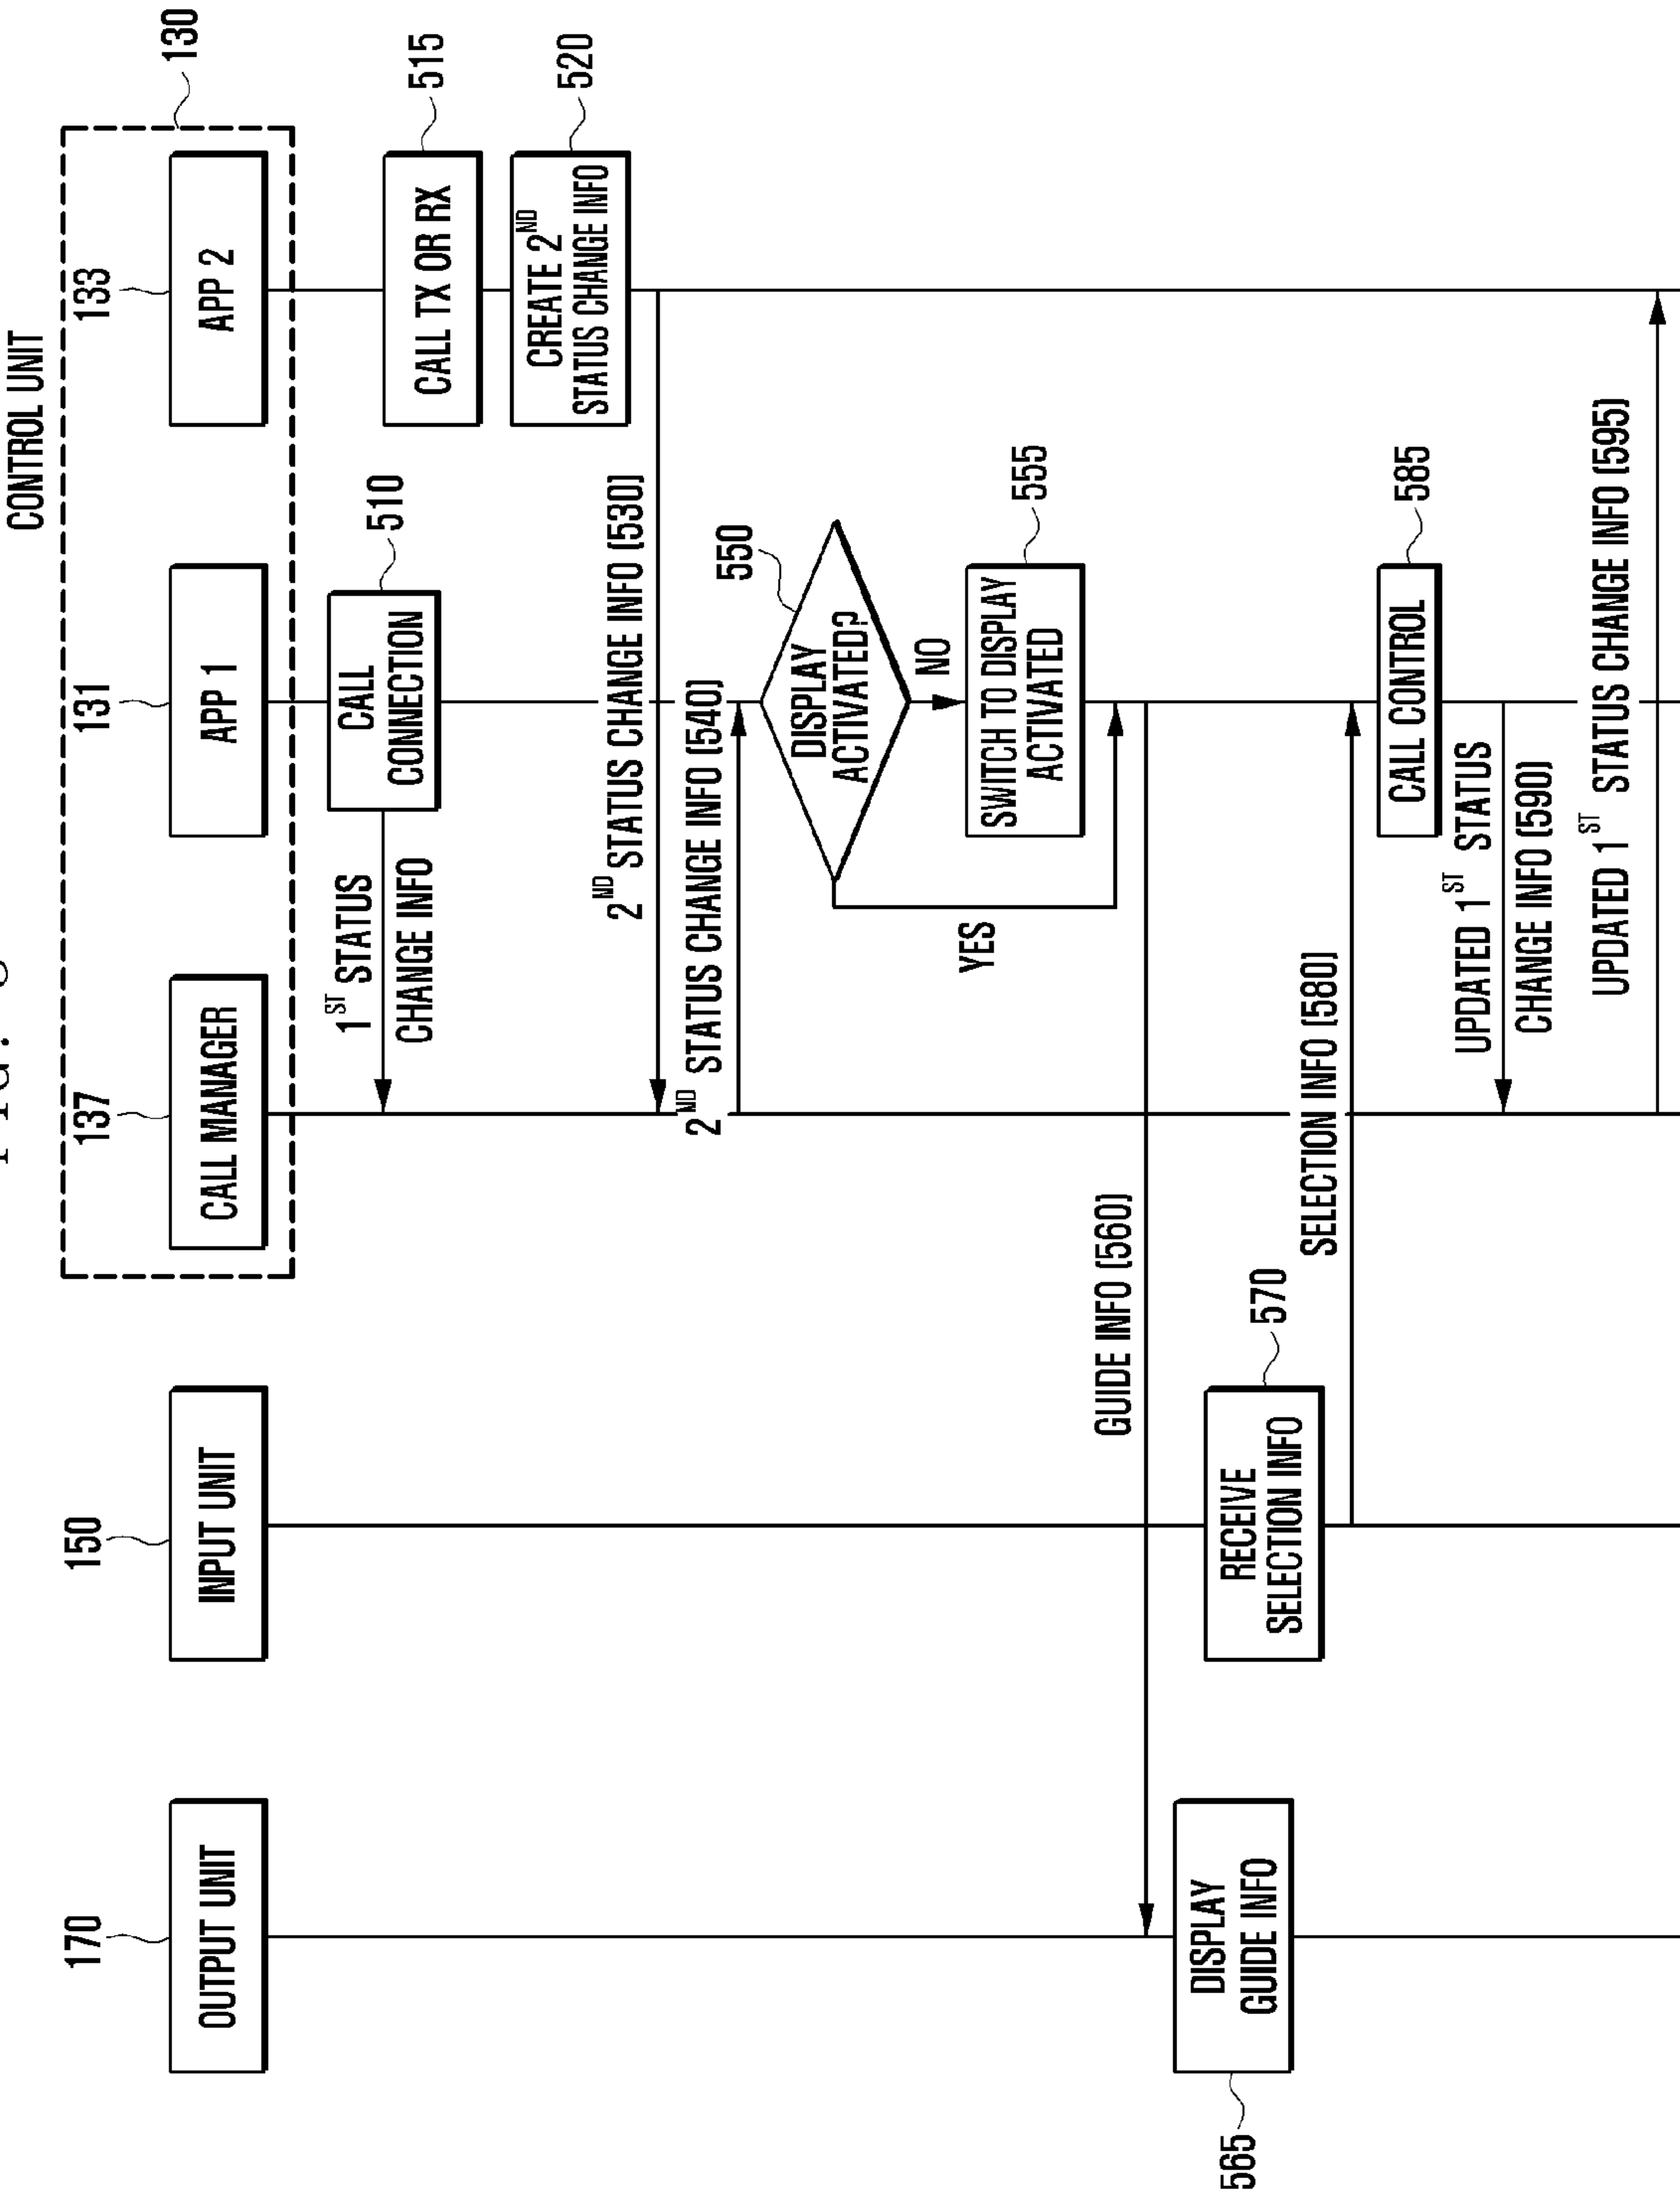 FIG. 5
CONTROL UNIT
130
170
150
137
131
133
OUTPUT UNIT
INPUT UNIT
CALL MANAGER
APP 1
APP 2
1ST STATUS
CHANGE INFO
CALL
CONNECTION
510
CALL TX OR RX
515
CREATE 2ND
STATUS CHANGE INFO
520
2ND STATUS CHANGE INFO (530)
2ND STATUS CHANGE INFO (540)
550
DISPLAY
ACTIVATED?
NO
YES
SWITCH TO DISPLAY
ACTIVATED
555
GUIDE INFO (560)
565
DISPLAY
GUIDE INFO
RECEIVE
SELECTION INFO
570
SELECTION INFO (580)
CALL CONTROL
585
UPDATED 1ST STATUS
CHANGE INFO (590)
UPDATED 1ST STATUS CHANGE INFO (595)